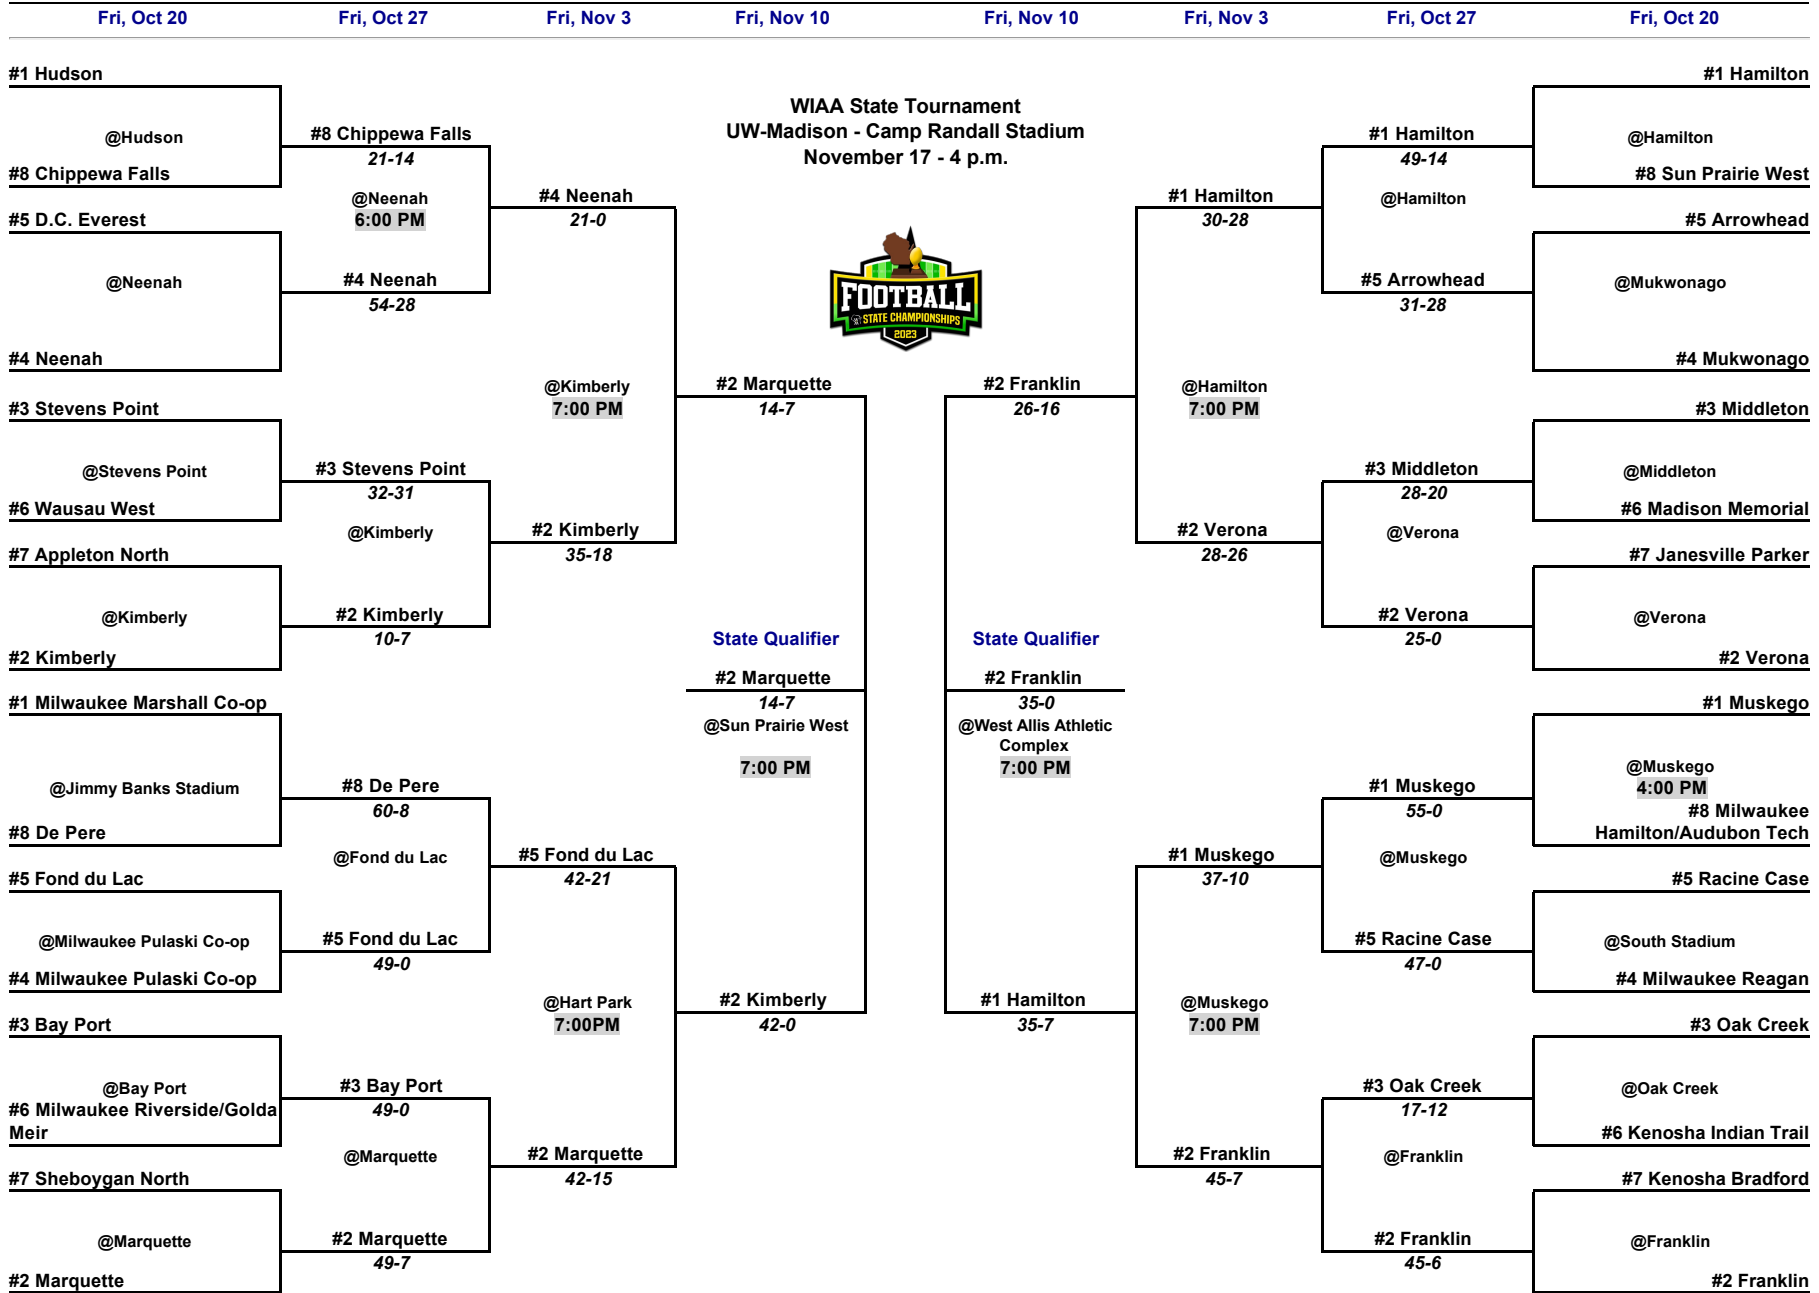 Fri, Oct 20 Fri, Oct 27 Fri, Nov 3 Fri, Nov 10 Fri, Nov 10 Fri, Nov 3 Fri, Oct 27 Fri, Oct 20
#1 Hudson
@Hudson
#8 Chippewa Falls
#5 D.C. Everest
@Neenah
#4 Neenah
#3 Stevens Point
@Stevens Point
#6 Wausau West
#7 Appleton North
@Kimberly
#2 Kimberly
#1 Milwaukee Marshall Co-op
@Jimmy Banks Stadium
#8 De Pere
#5 Fond du Lac
@Milwaukee Pulaski Co-op
#4 Milwaukee Pulaski Co-op
#3 Bay Port
@Bay Port
#6 Milwaukee Riverside/Golda
Meir
#7 Sheboygan North
@Marquette
#2 Marquette
#8 Chippewa Falls
21-14
@Neenah
6:00 PM
#4 Neenah
54-28
#3 Stevens Point
32-31
@Kimberly
#2 Kimberly
10-7
#8 De Pere
60-8
@Fond du Lac
#5 Fond du Lac
49-0
#3 Bay Port
49-0
@Marquette
#2 Marquette
49-7
#4 Neenah
21-0
@Kimberly
7:00 PM
#2 Kimberly
35-18
#5 Fond du Lac
42-21
@Hart Park
7:00PM
#2 Marquette
42-15
WIAA State Tournament
UW-Madison - Camp Randall Stadium
November 17 - 4 p.m.
FOOTBALL
STATE CHAMPIONSHIPS
2023
#2 Marquette
14-7
State Qualifier
#2 Marquette
14-7
@Sun Prairie West
7:00 PM
#2 Kimberly
42-0
#2 Franklin
26-16
State Qualifier
#2 Franklin
35-0
@West Allis Athletic
Complex
7:00 PM
#1 Hamilton
35-7
#1 Hamilton
30-28
@Hamilton
7:00 PM
#2 Verona
28-26
#1 Muskego
37-10
@Muskego
7:00 PM
#2 Franklin
45-7
#1 Hamilton
49-14
@Hamilton
#5 Arrowhead
31-28
#3 Middleton
28-20
@Verona
#2 Verona
25-0
#1 Muskego
55-0
@Muskego
#5 Racine Case
47-0
#3 Oak Creek
17-12
@Franklin
#2 Franklin
45-6
#1 Hamilton
@Hamilton
#8 Sun Prairie West
#5 Arrowhead
@Mukwonago
#4 Mukwonago
#3 Middleton
@Middleton
#6 Madison Memorial
#7 Janesville Parker
@Verona
#2 Verona
#1 Muskego
@Muskego
4:00 PM
#8 Milwaukee
Hamilton/Audubon Tech
#5 Racine Case
@South Stadium
#4 Milwaukee Reagan
#3 Oak Creek
@Oak Creek
#6 Kenosha Indian Trail
#7 Kenosha Bradford
@Franklin
#2 Franklin